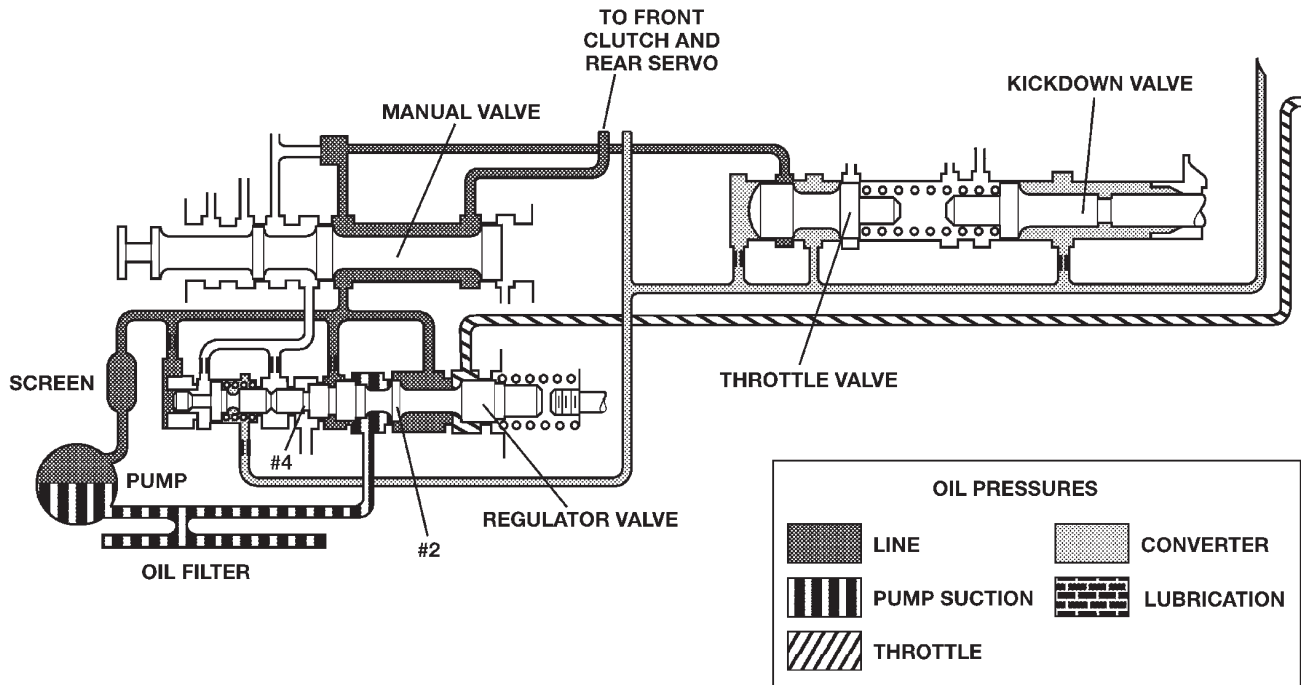 TO FRONT
CLUTCH AND
REAR SERVO
MANUAL VALVE
KICKDOWN VALVE
SCREEN
THROTTLE VALVE
#4
PUMP
REGULATOR VALVE
#2
OIL FILTER
OIL PRESSURES
LINE
CONVERTER
PUMP SUCTION
LUBRICATION
THROTTLE